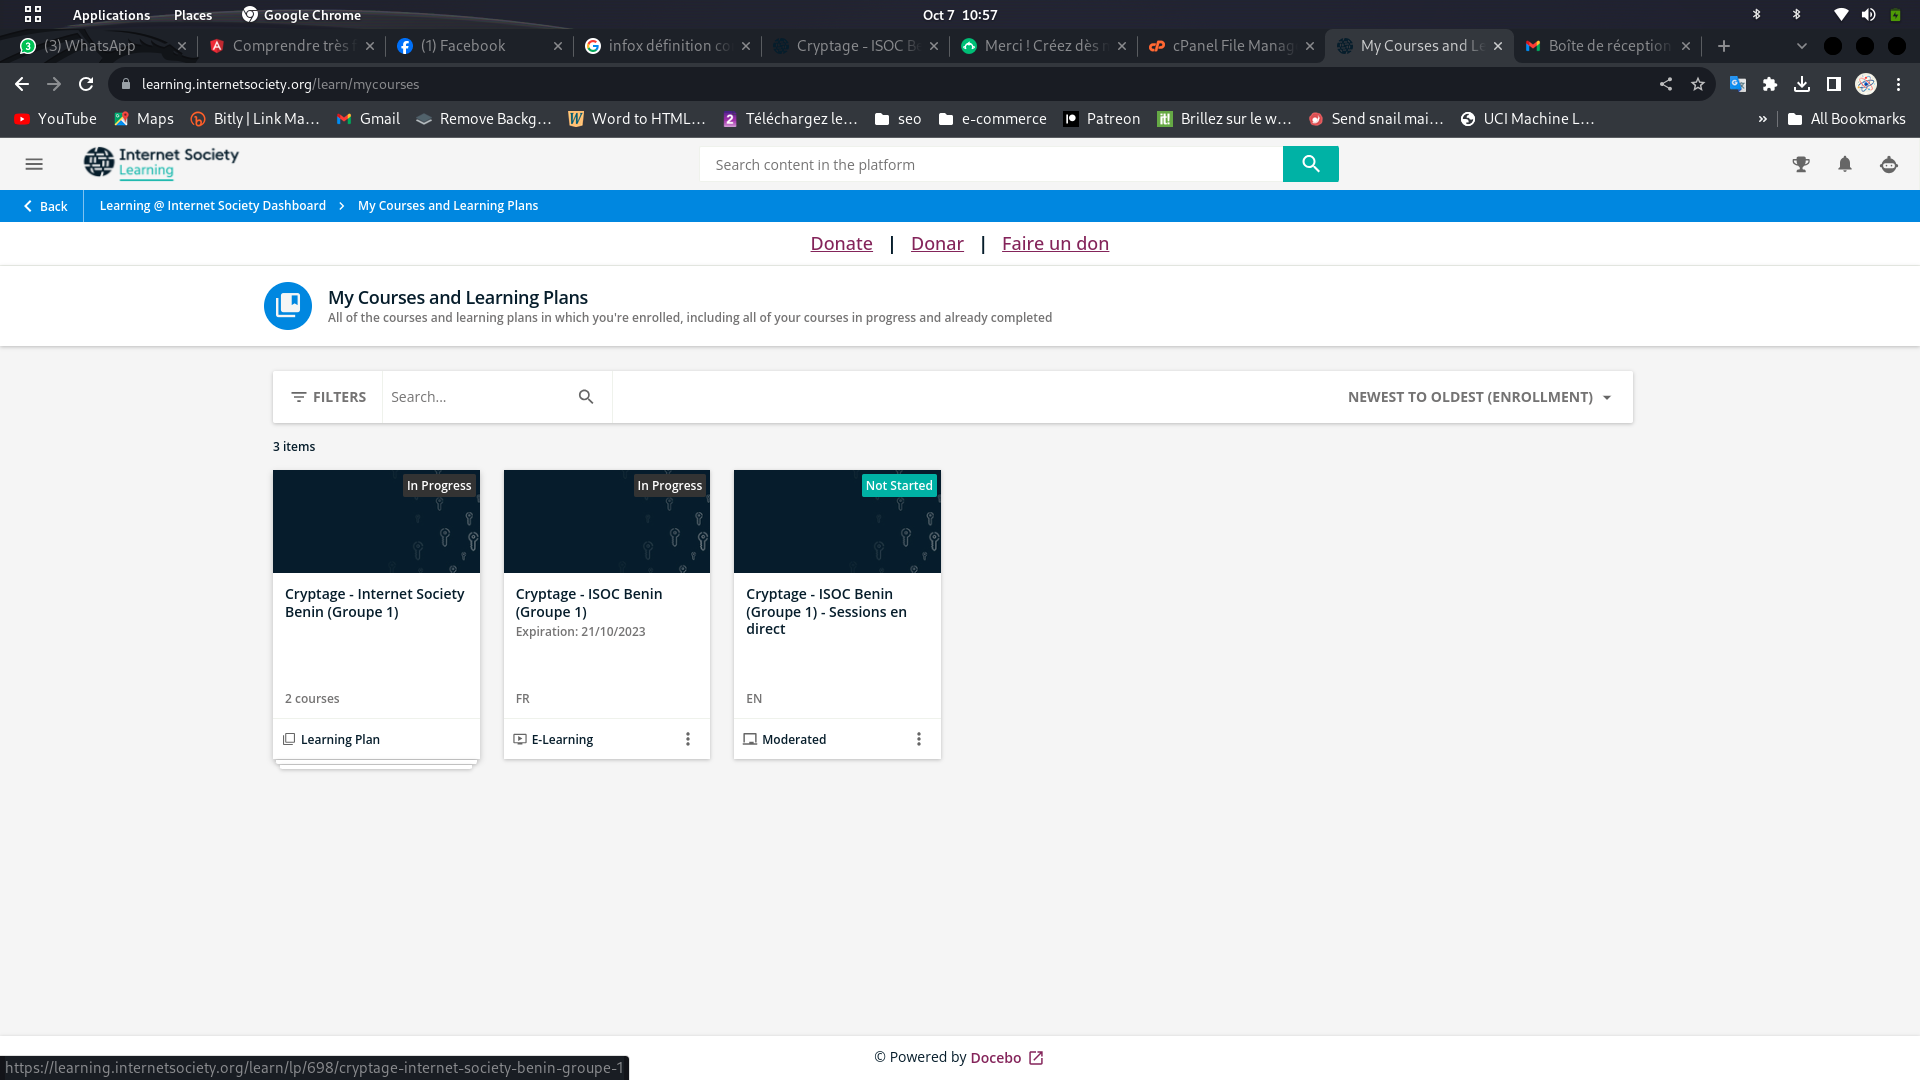 Applications Places Google Chrome Oct 7 10:57
(3) WhatsApp Comprendre très f (1) Facebook infox définition co Cryptage - ISOC Be Merci ! Créez dès m cPanel File Manag My Courses and Le Boîte de réception
learning.internetsociety.org/learn/mycourses
YouTube Maps Bitly | Link Ma... Gmail Remove Backg... Word to HTML... Téléchargez le... seo e-commerce Patreon Brillez sur le w... Send snail mai... UCI Machine L... » All Bookmarks
Internet Society
Learning
Search content in the platform
Back Learning @ Internet Society Dashboard My Courses and Learning Plans
Donate | Donar | Faire un don
My Courses and Learning Plans
All of the courses and learning plans in which you're enrolled, including all of your courses in progress and already completed
FILTERS Search... NEWEST TO OLDEST (ENROLLMENT)
3 items
In Progress
Cryptage - Internet Society
Benin (Groupe 1)
2 courses
Learning Plan
In Progress
Cryptage - ISOC Benin
(Groupe 1)
Expiration: 21/10/2023
FR
E-Learning
Not Started
Cryptage - ISOC Benin
(Groupe 1) - Sessions en
direct
EN
Moderated
© Powered by Docebo
https://learning.internetsociety.org/learn/lp/698/cryptage-internet-society-benin-groupe-1